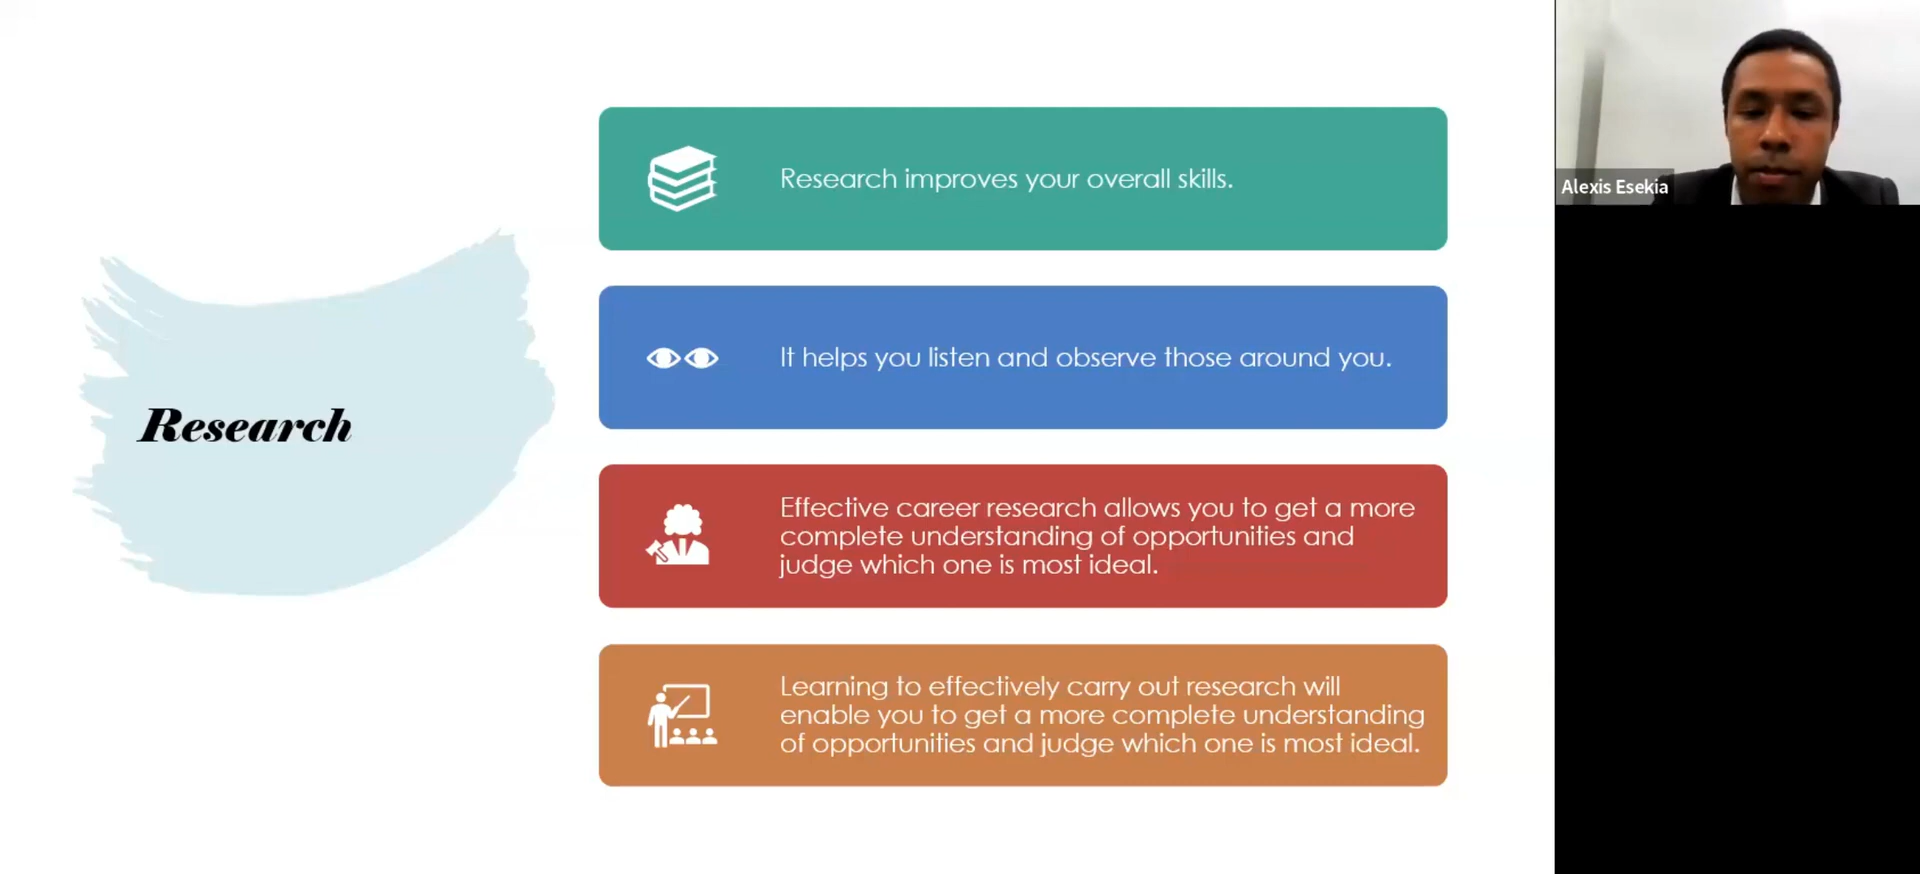 Research
Research improves your overall skills.
It helps you listen and observe those around you.
Effective career research allows you to get a more
complete understanding of opportunities and
judge which one is most ideal.
Learning to effectively carry out research will
enable you to get a more complete understanding
of opportunities and judge which one is most ideal.
Alexis Esekia